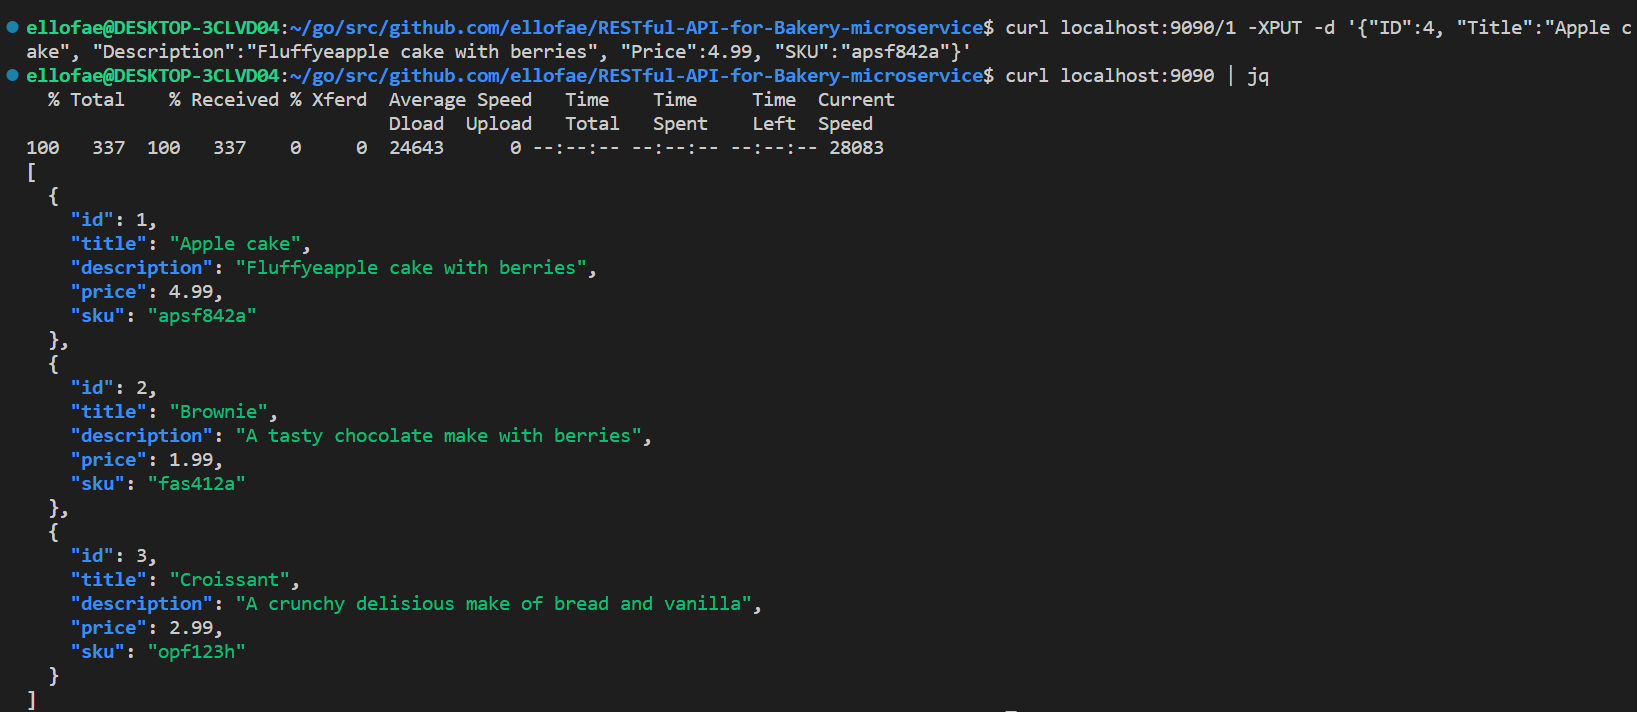 ellofae@DESKTOP-3CLVD04:~/go/src/github.com/ellofae/RESTful-API-for-Bakery-microservice$ curl localhost:9090/1 -XPUT -d '{"ID":4, "Title":"Apple c
ake", "Description":"Fluffyeapple cake with berries", "Price":4.99, "SKU":"apsf842a"}'
ellofae@DESKTOP-3CLVD04:~/go/src/github.com/ellofae/RESTful-API-for-Bakery-microservice$ curl localhost:9090 | jq
  % Total    % Received % Xferd  Average Speed   Time    Time     Time  Current
                                 Dload  Upload   Total   Spent    Left  Speed
100   337  100   337    0     0  24643      0 --:--:-- --:--:-- --:--:-- 28083
[
  {
    "id": 1,
    "title": "Apple cake",
    "description": "Fluffyeapple cake with berries",
    "price": 4.99,
    "sku": "apsf842a"
  },
  {
    "id": 2,
    "title": "Brownie",
    "description": "A tasty chocolate make with berries",
    "price": 1.99,
    "sku": "fas412a"
  },
  {
    "id": 3,
    "title": "Croissant",
    "description": "A crunchy delisious make of bread and vanilla",
    "price": 2.99,
    "sku": "opf123h"
  }
]